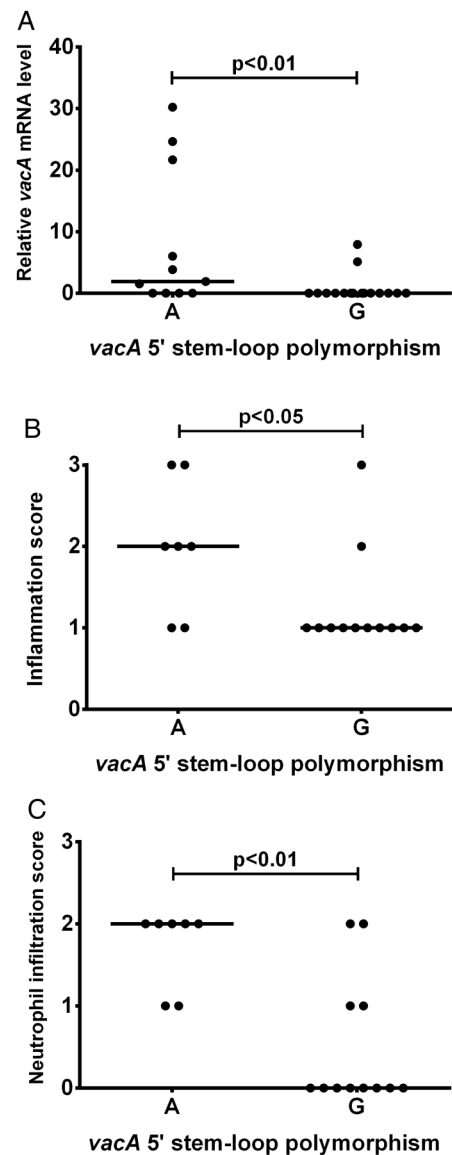 A
p<0.01
Relative vacA mRNA level
40
30
20
10
0
A G
vacA 5' stem-loop polymorphism
B
p<0.05
Inflammation score
3
2
1
0
A G
vacA 5' stem-loop polymorphism
C
p<0.01
Neutrophil infiltration score
3
2
1
0
A G
vacA 5' stem-loop polymorphism